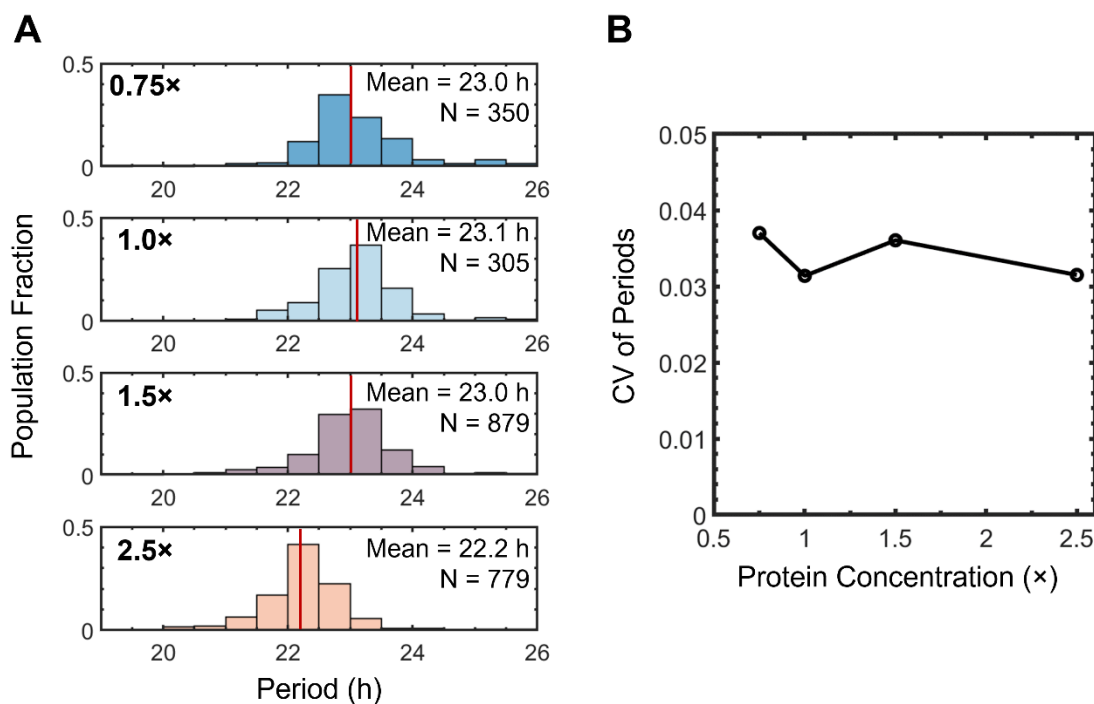 A
B
0.5
0
0.75×
Mean = 23.0 h
N = 350
20
22
24
26
0.5
0
1.0×
Mean = 23.1 h
N = 305
20
22
24
26
0.5
0
1.5×
Mean = 23.0 h
N = 879
20
22
24
26
0.5
0
2.5×
Mean = 22.2 h
N = 779
20
22
24
26
Population Fraction
Period (h)
0.05
0.04
0.03
0.02
0.01
0
0.5
1
1.5
2
2.5
CV of Periods
Protein Concentration (×)